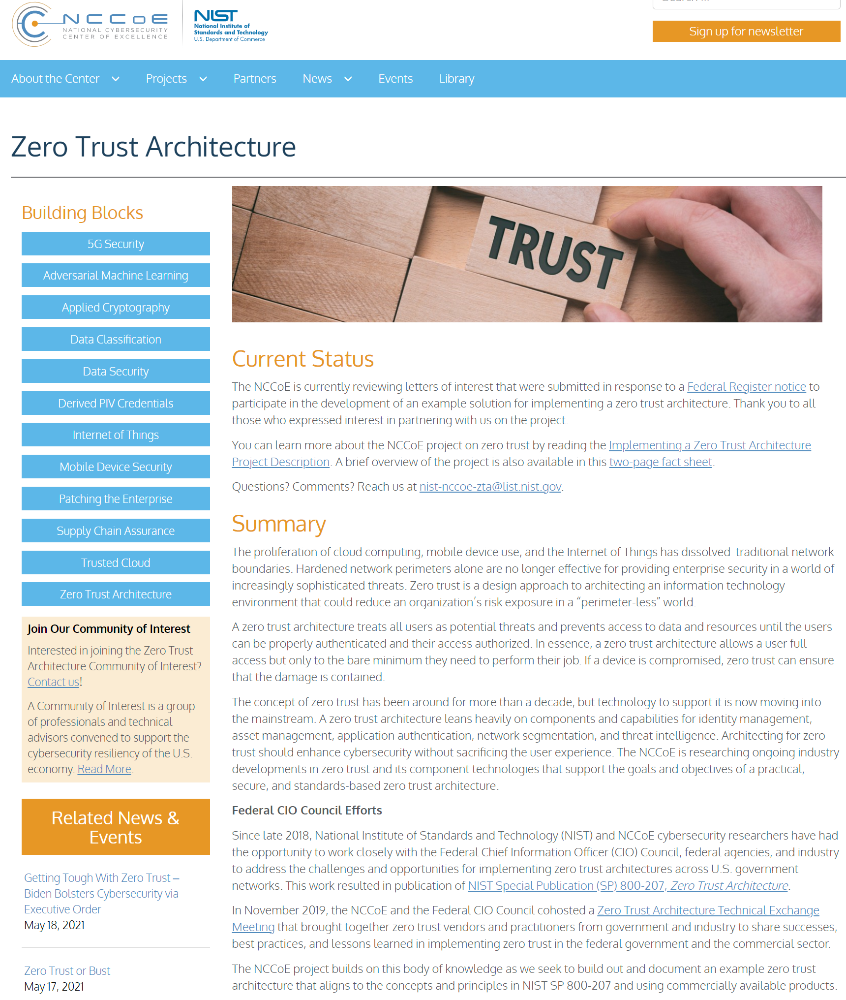 Search ...
NCCoE
NATIONAL CYBERSECURITY
CENTER OF EXCELLENCE
NIST
National Institute of
Standards and Technology
U.S. Department of Commerce
Sign up for newsletter
About the Center
Projects
Partners
News
Events
Library
Zero Trust Architecture
Building Blocks
5G Security
Adversarial Machine Learning
Applied Cryptography
Data Classification
Data Security
Derived PIV Credentials
Internet of Things
Mobile Device Security
Patching the Enterprise
Supply Chain Assurance
Trusted Cloud
Zero Trust Architecture
Join Our Community of Interest
Interested in joining the Zero Trust
Architecture Community of Interest?
Contact us!
A Community of Interest is a group
of professionals and technical
advisors convened to support the
cybersecurity resiliency of the U.S.
economy. Read More.
Related News &
Events
Getting Tough With Zero Trust –
Biden Bolsters Cybersecurity via
Executive Order
May 18, 2021
Zero Trust or Bust
May 17, 2021
TRUST
Current Status
The NCCoE is currently reviewing letters of interest that were submitted in response to a Federal Register notice to
participate in the development of an example solution for implementing a zero trust architecture. Thank you to all
those who expressed interest in partnering with us on the project.
You can learn more about the NCCoE project on zero trust by reading the Implementing a Zero Trust Architecture
Project Description. A brief overview of the project is also available in this two-page fact sheet.
Questions? Comments? Reach us at nist-nccoe-zta@list.nist.gov.
Summary
The proliferation of cloud computing, mobile device use, and the Internet of Things has dissolved  traditional network
boundaries. Hardened network perimeters alone are no longer effective for providing enterprise security in a world of
increasingly sophisticated threats. Zero trust is a design approach to architecting an information technology
environment that could reduce an organization’s risk exposure in a “perimeter-less” world.
A zero trust architecture treats all users as potential threats and prevents access to data and resources until the users
can be properly authenticated and their access authorized. In essence, a zero trust architecture allows a user full
access but only to the bare minimum they need to perform their job. If a device is compromised, zero trust can ensure
that the damage is contained.
The concept of zero trust has been around for more than a decade, but technology to support it is now moving into
the mainstream. A zero trust architecture leans heavily on components and capabilities for identity management,
asset management, application authentication, network segmentation, and threat intelligence. Architecting for zero
trust should enhance cybersecurity without sacrificing the user experience. The NCCoE is researching ongoing industry
developments in zero trust and its component technologies that support the goals and objectives of a practical,
secure, and standards-based zero trust architecture.
Federal CIO Council Efforts
Since late 2018, National Institute of Standards and Technology (NIST) and NCCoE cybersecurity researchers have had
the opportunity to work closely with the Federal Chief Information Officer (CIO) Council, federal agencies, and industry
to address the challenges and opportunities for implementing zero trust architectures across U.S. government
networks. This work resulted in publication of NIST Special Publication (SP) 800-207, Zero Trust Architecture.
In November 2019, the NCCoE and the Federal CIO Council cohosted a Zero Trust Architecture Technical Exchange
Meeting that brought together zero trust vendors and practitioners from government and industry to share successes,
best practices, and lessons learned in implementing zero trust in the federal government and the commercial sector.
The NCCoE project builds on this body of knowledge as we seek to build out and document an example zero trust
architecture that aligns to the concepts and principles in NIST SP 800-207 and using commercially available products.